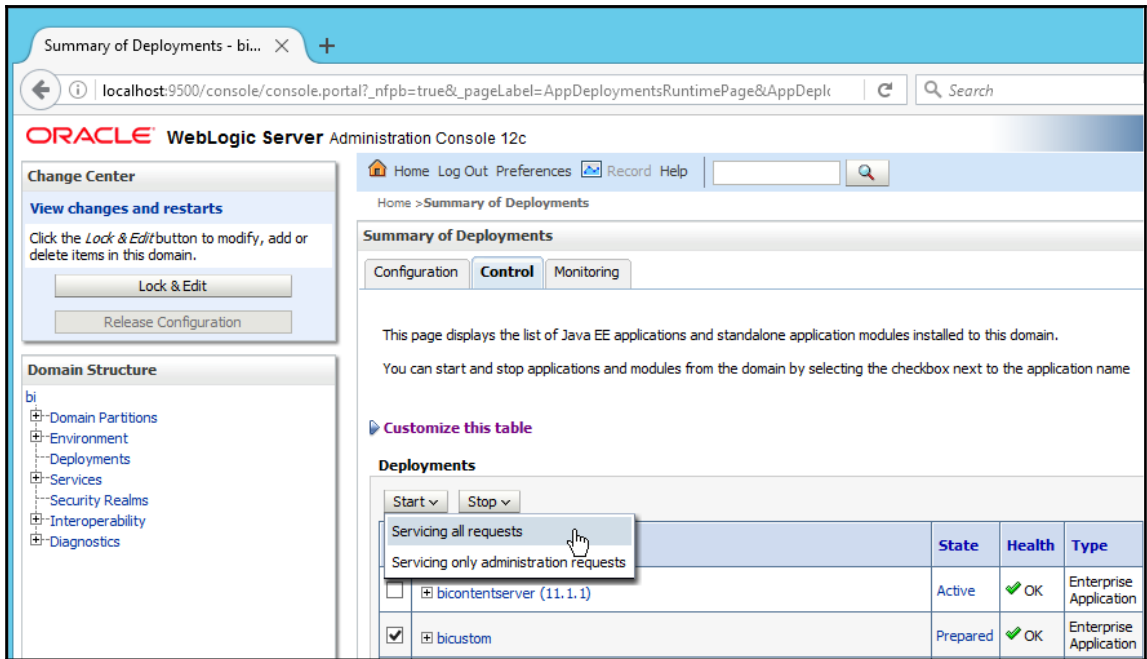 Summary of Deployments - bi...
localhost:9500/console/console.portal?_nfpb=true&_pageLabel=AppDeploymentsRuntimePage&AppDeplo
Search
ORACLE WebLogic Server Administration Console 12c
Change Center
View changes and restarts
Click the Lock & Edit button to modify, add or
delete items in this domain.
Lock & Edit
Release Configuration
Domain Structure
bi
Domain Partitions
Environment
Deployments
Services
Security Realms
Interoperability
Diagnostics
Home Log Out Preferences Record Help
Home >Summary of Deployments
Summary of Deployments
Configuration Control Monitoring
This page displays the list of Java EE applications and standalone application modules installed to this domain.
You can start and stop applications and modules from the domain by selecting the checkbox next to the application name
Customize this table
Deployments
Start Stop
Servicing all requests
Servicing only administration requests
State Health Type
bicontentserver (11.1.1) Active OK Enterprise
Application
bicustom Prepared OK Enterprise
Application